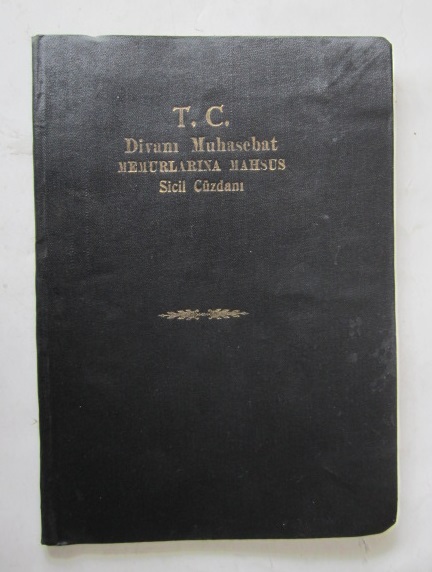 T. C.
Divanı Muhasebat
MEMURLARINA MAHSUS
Sicil Cüzdanı